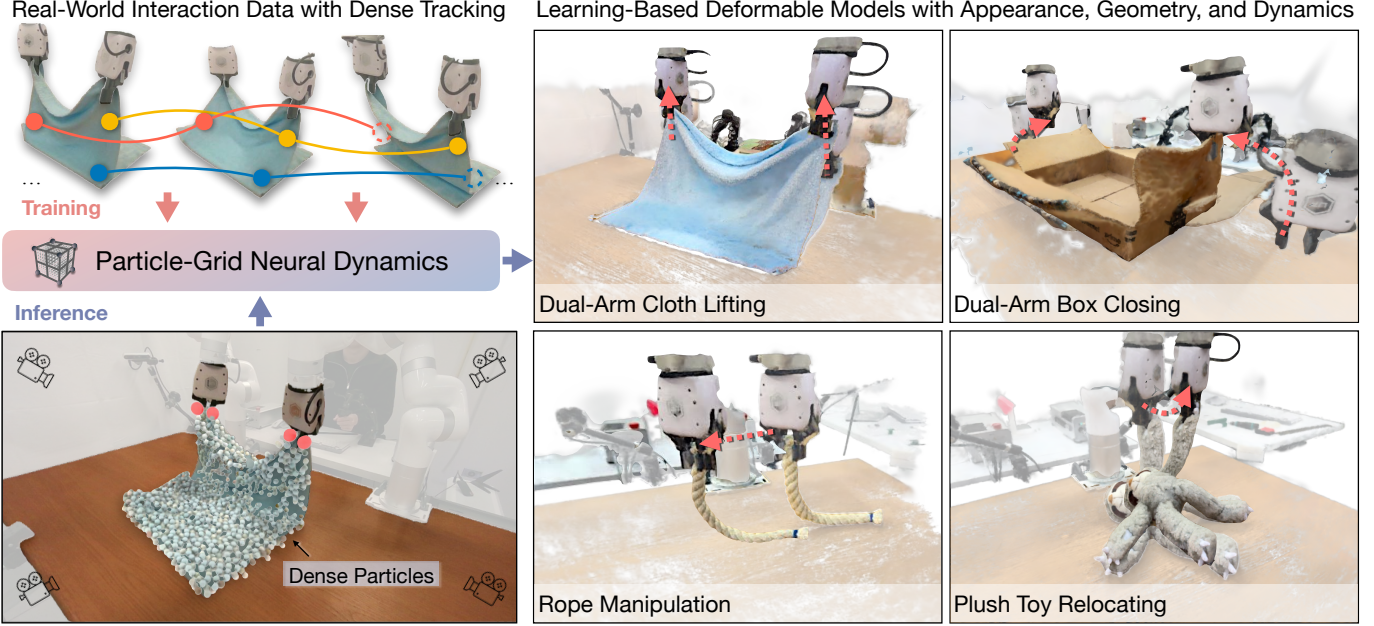 Real-World Interaction Data with Dense Tracking
Learning-Based Deformable Models with Appearance, Geometry, and Dynamics
...
...
Training
Particle-Grid Neural Dynamics
Inference
Dense Particles
Dual-Arm Cloth Lifting
Dual-Arm Box Closing
Rope Manipulation
Plush Toy Relocating